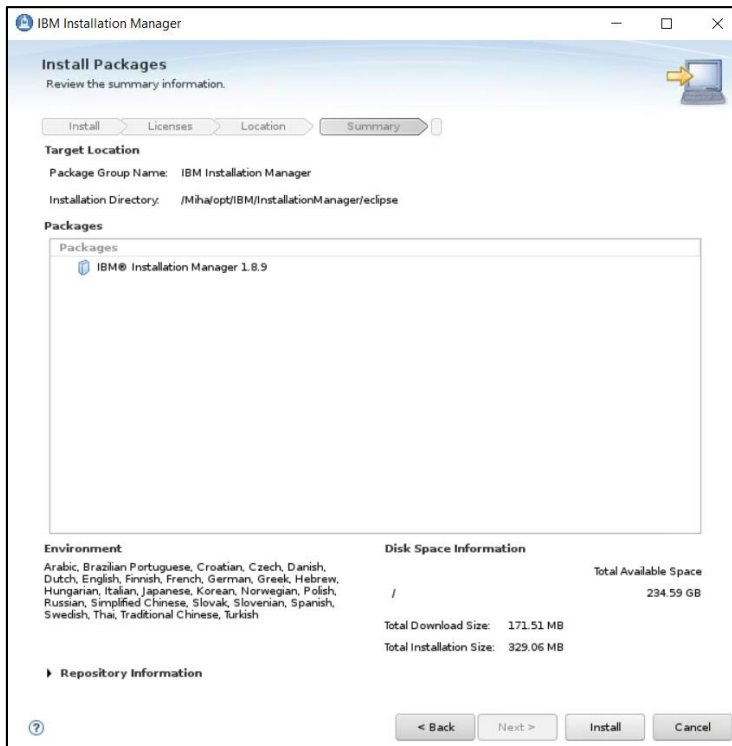 IBM Installation Manager
Install Packages
Review the summary information.
Install
Licenses
Location
Summary
Target Location
Package Group Name: IBM Installation Manager
Installation Directory: /Miha/opt/IBM/InstallationManager/eclipse
Packages
Packages
IBM® Installation Manager 1.8.9
Environment
Arabic, Brazilian Portuguese, Croatian, Czech, Danish,
Dutch, English, Finnish, French, German, Greek, Hebrew,
Hungarian, Italian, Japanese, Korean, Norwegian, Polish,
Russian, Simplified Chinese, Slovak, Slovenian, Spanish,
Swedish, Thai, Traditional Chinese, Turkish
Disk Space Information
Total Available Space
/ 234.59 GB
Total Download Size: 171.51 MB
Total Installation Size: 329.06 MB
Repository Information
?
< Back
Next >
Install
Cancel